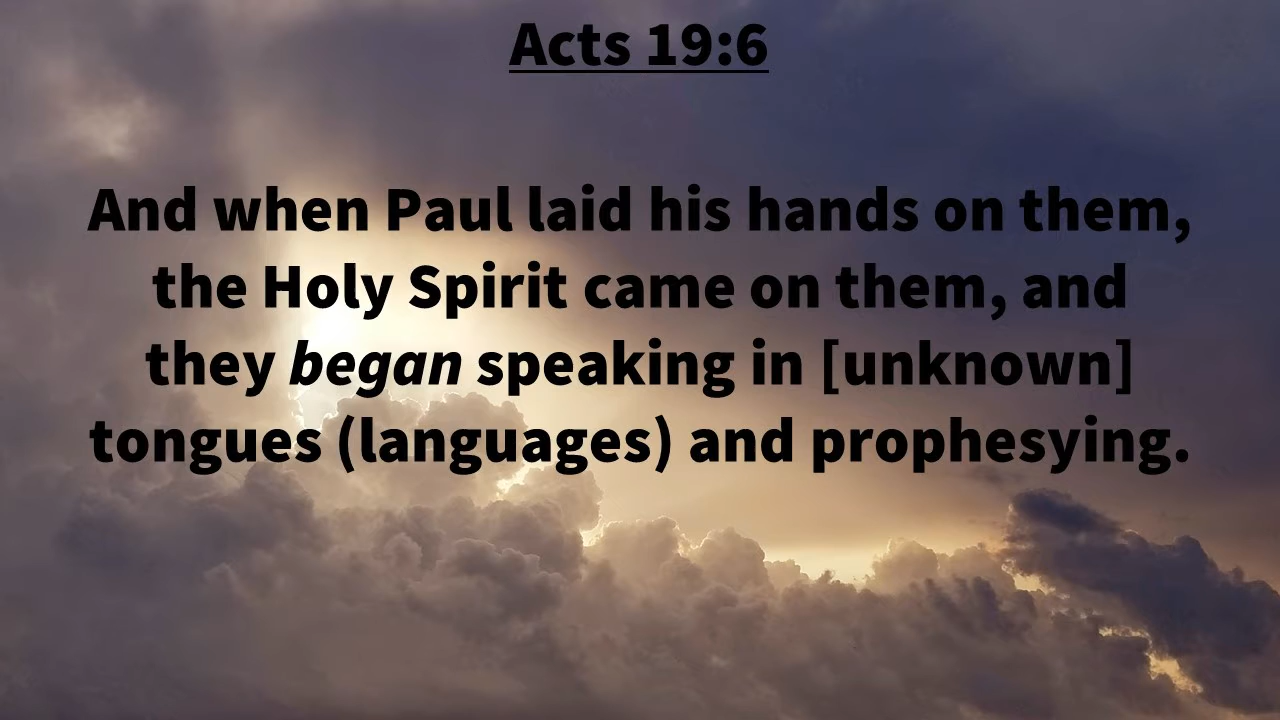 Acts 19:6
And when Paul laid his hands on them,
the Holy Spirit came on them, and
they began speaking in [unknown]
tongues (languages) and prophesying.